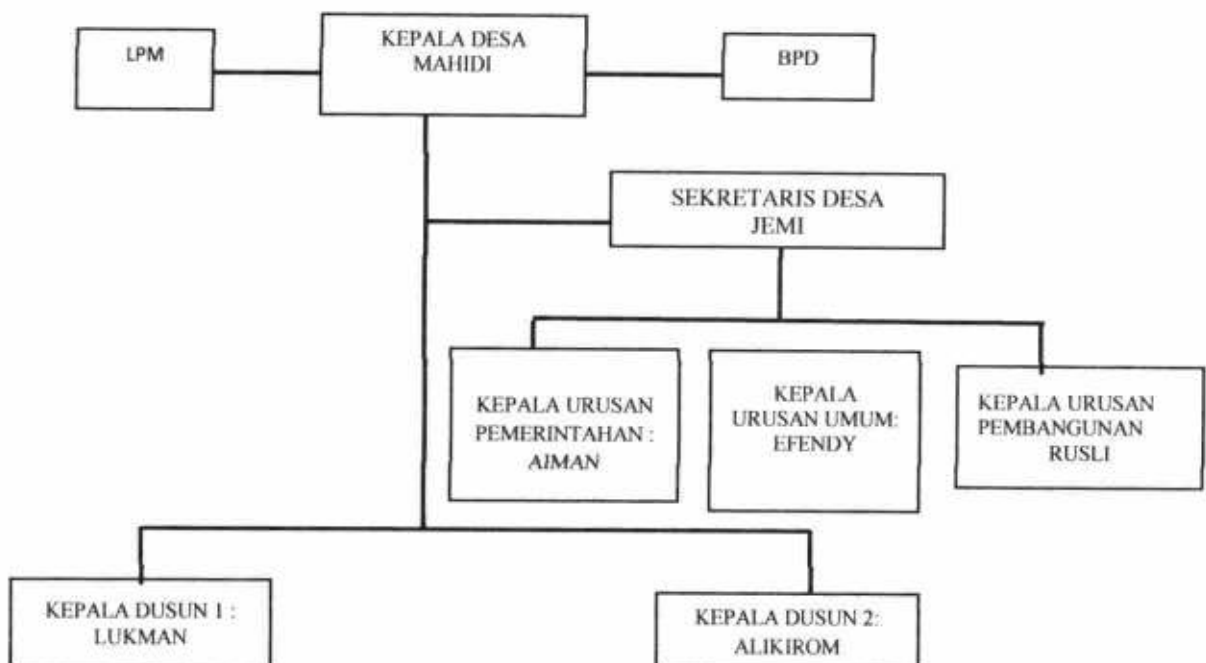 LPM
KEPALA DESA
MAHIDI
BPD
SEKRETARIS DESA
JEMI
KEPALA URUSAN
PEMERINTAHAN :
AIMAN
KEPALA
URUSAN UMUM:
EFENDY
KEPALA URUSAN
PEMBANGUNAN
RUSLI
KEPALA DUSUN 1 :
LUKMAN
KEPALA DUSUN 2:
ALIKIROM